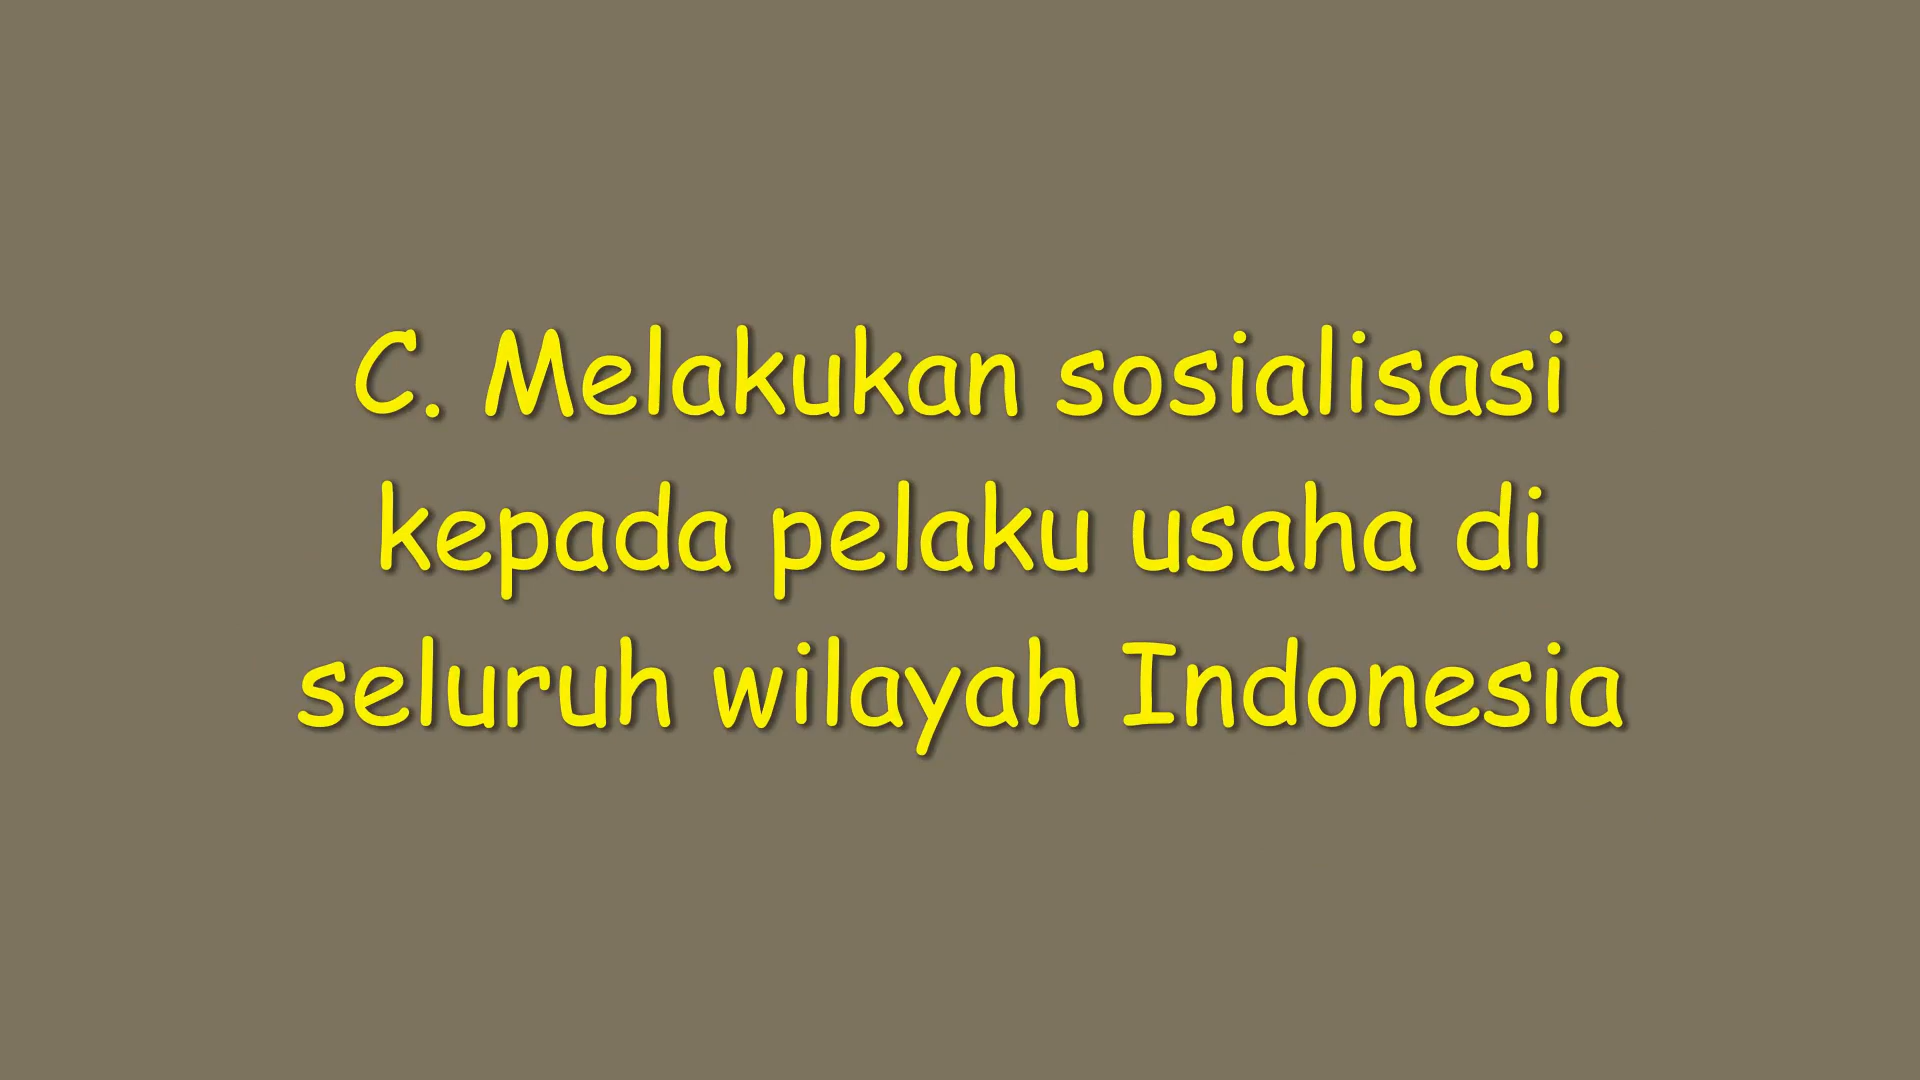 C. Melakukan sosialisasi
kepada pelaku usaha di
seluruh wilayah Indonesia